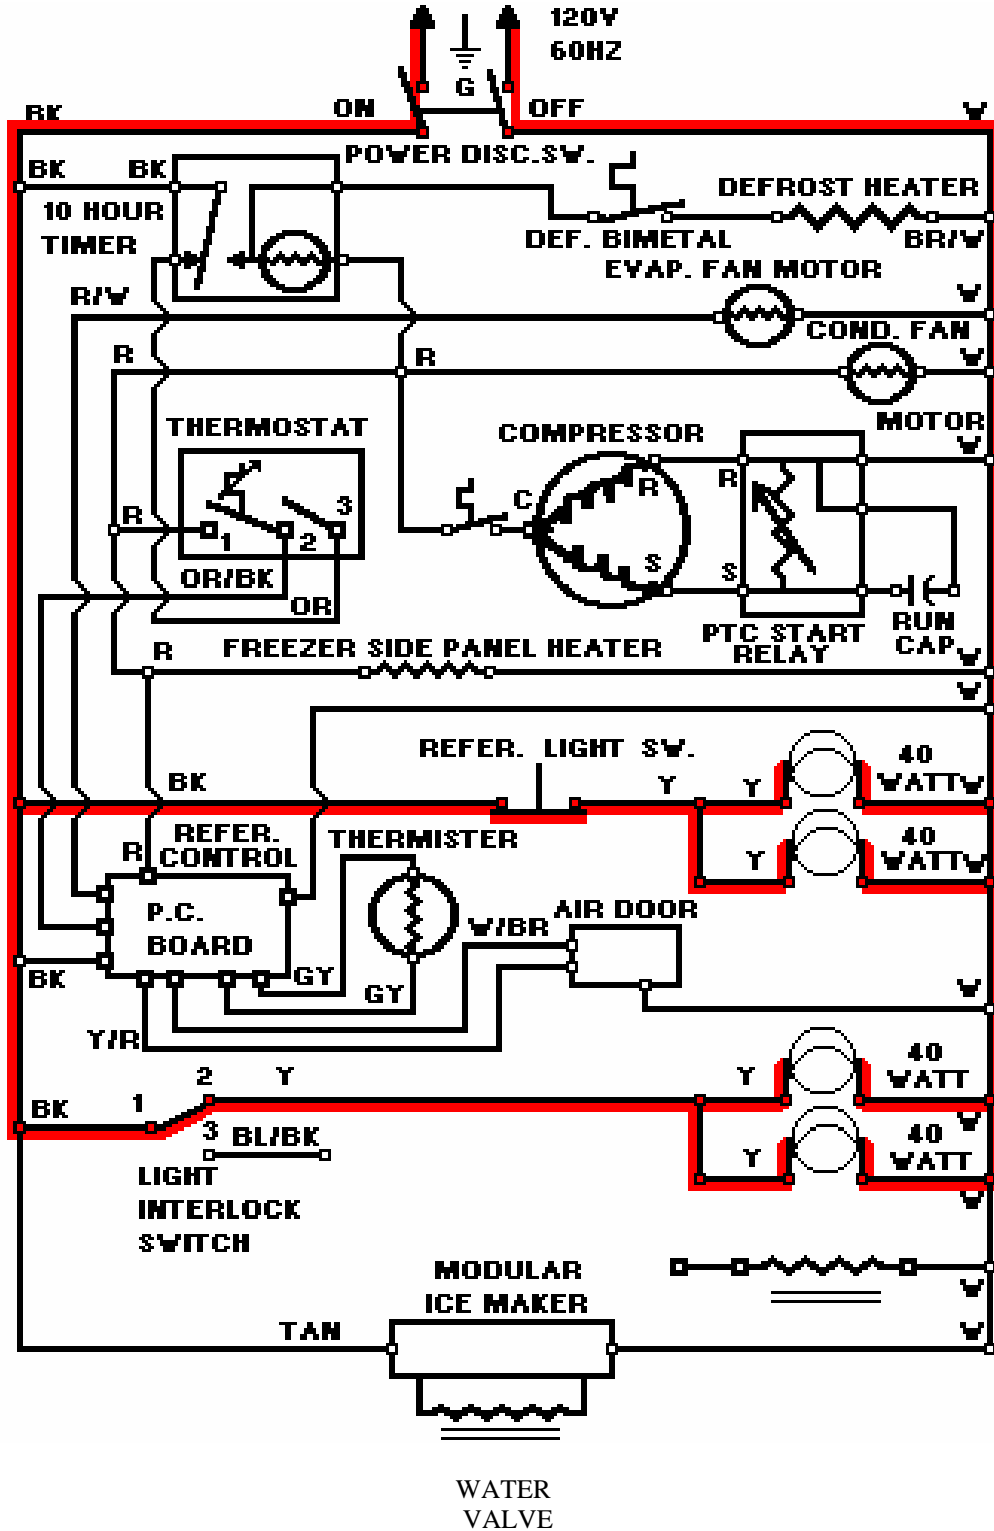 120V
60HZ
G
ON
OFF
BK
W
POWER DISC.SW.
BK
BK
DEFROST HEATER
10 HOUR
TIMER
DEF. BIMETAL
BR/W
EVAP. FAN MOTOR
R/W
W
COND. FAN
R
R
W
MOTOR
THERMOSTAT
COMPRESSOR
W
R
C
R
3
R
1
2
S
S
OR/BK
OR
RUN
CAP
PTC START
RELAY
R
FREEZER SIDE PANEL HEATER
W
W
REFER. LIGHT SW.
40
WATT
W
BK
Y
Y
REFER.
CONTROL
THERMISTER
40
WATT
W
R
Y
P.C.
BOARD
AIR DOOR
W/BR
BK
GY
GY
W
Y/R
40
WATT
2
Y
Y
BK
1
W
3
BL/BK
40
WATT
Y
LIGHT
INTERLOCK
SWITCH
W
MODULAR
ICE MAKER
W
TAN
W
WATER
VALVE